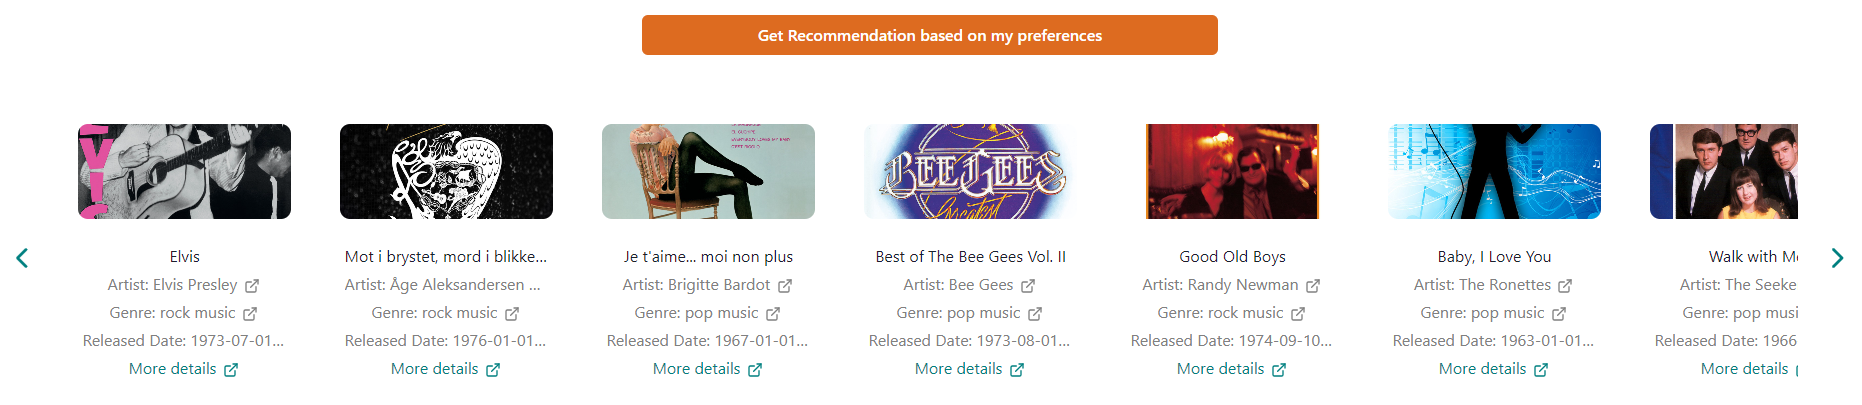 Get Recommendation based on my preferences
BEE GEES
Greatest
Elvis
Artist: Elvis Presley
Genre: rock music
Released Date: 1973-07-01...
More details
Mot i brystet, mord i blikke...
Artist: Åge Aleksandersen ...
Genre: rock music
Released Date: 1976-01-01...
More details
Je t'aime... moi non plus
Artist: Brigitte Bardot
Genre: pop music
Released Date: 1967-01-01...
More details
Best of The Bee Gees Vol. II
Artist: Bee Gees
Genre: pop music
Released Date: 1973-08-01...
More details
Good Old Boys
Artist: Randy Newman
Genre: rock music
Released Date: 1974-09-10...
More details
Baby, I Love You
Artist: The Ronettes
Genre: pop music
Released Date: 1963-01-01...
More details
Walk with Me
Artist: The Seeke
Genre: pop musi
Released Date: 1966
More details